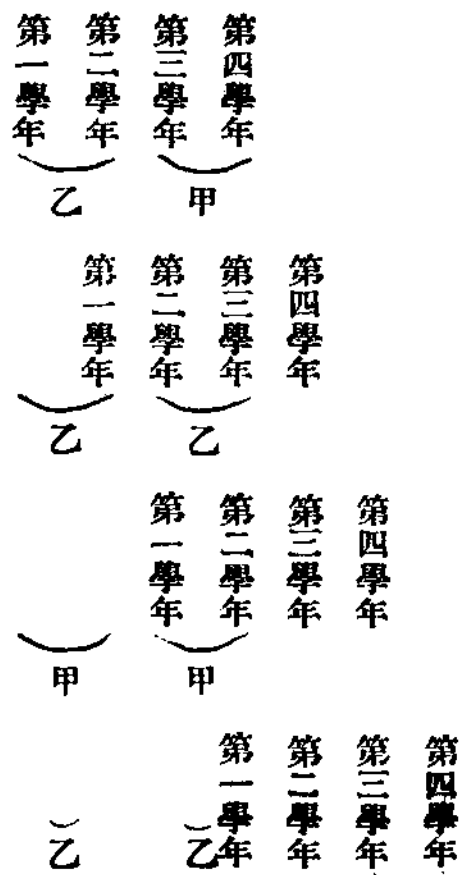 第四學年
第三學年
第二學年
第一學年
甲
乙
第四學年
第三學年
第二學年
第一學年
乙
乙
第四學年
第三學年
第二學年
第一學年
甲
甲
第四學年
第三學年
第二學年
第一學年
乙
乙